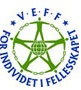 V·E·F·F
FOR INDIVIDET I FELLESSKAPET